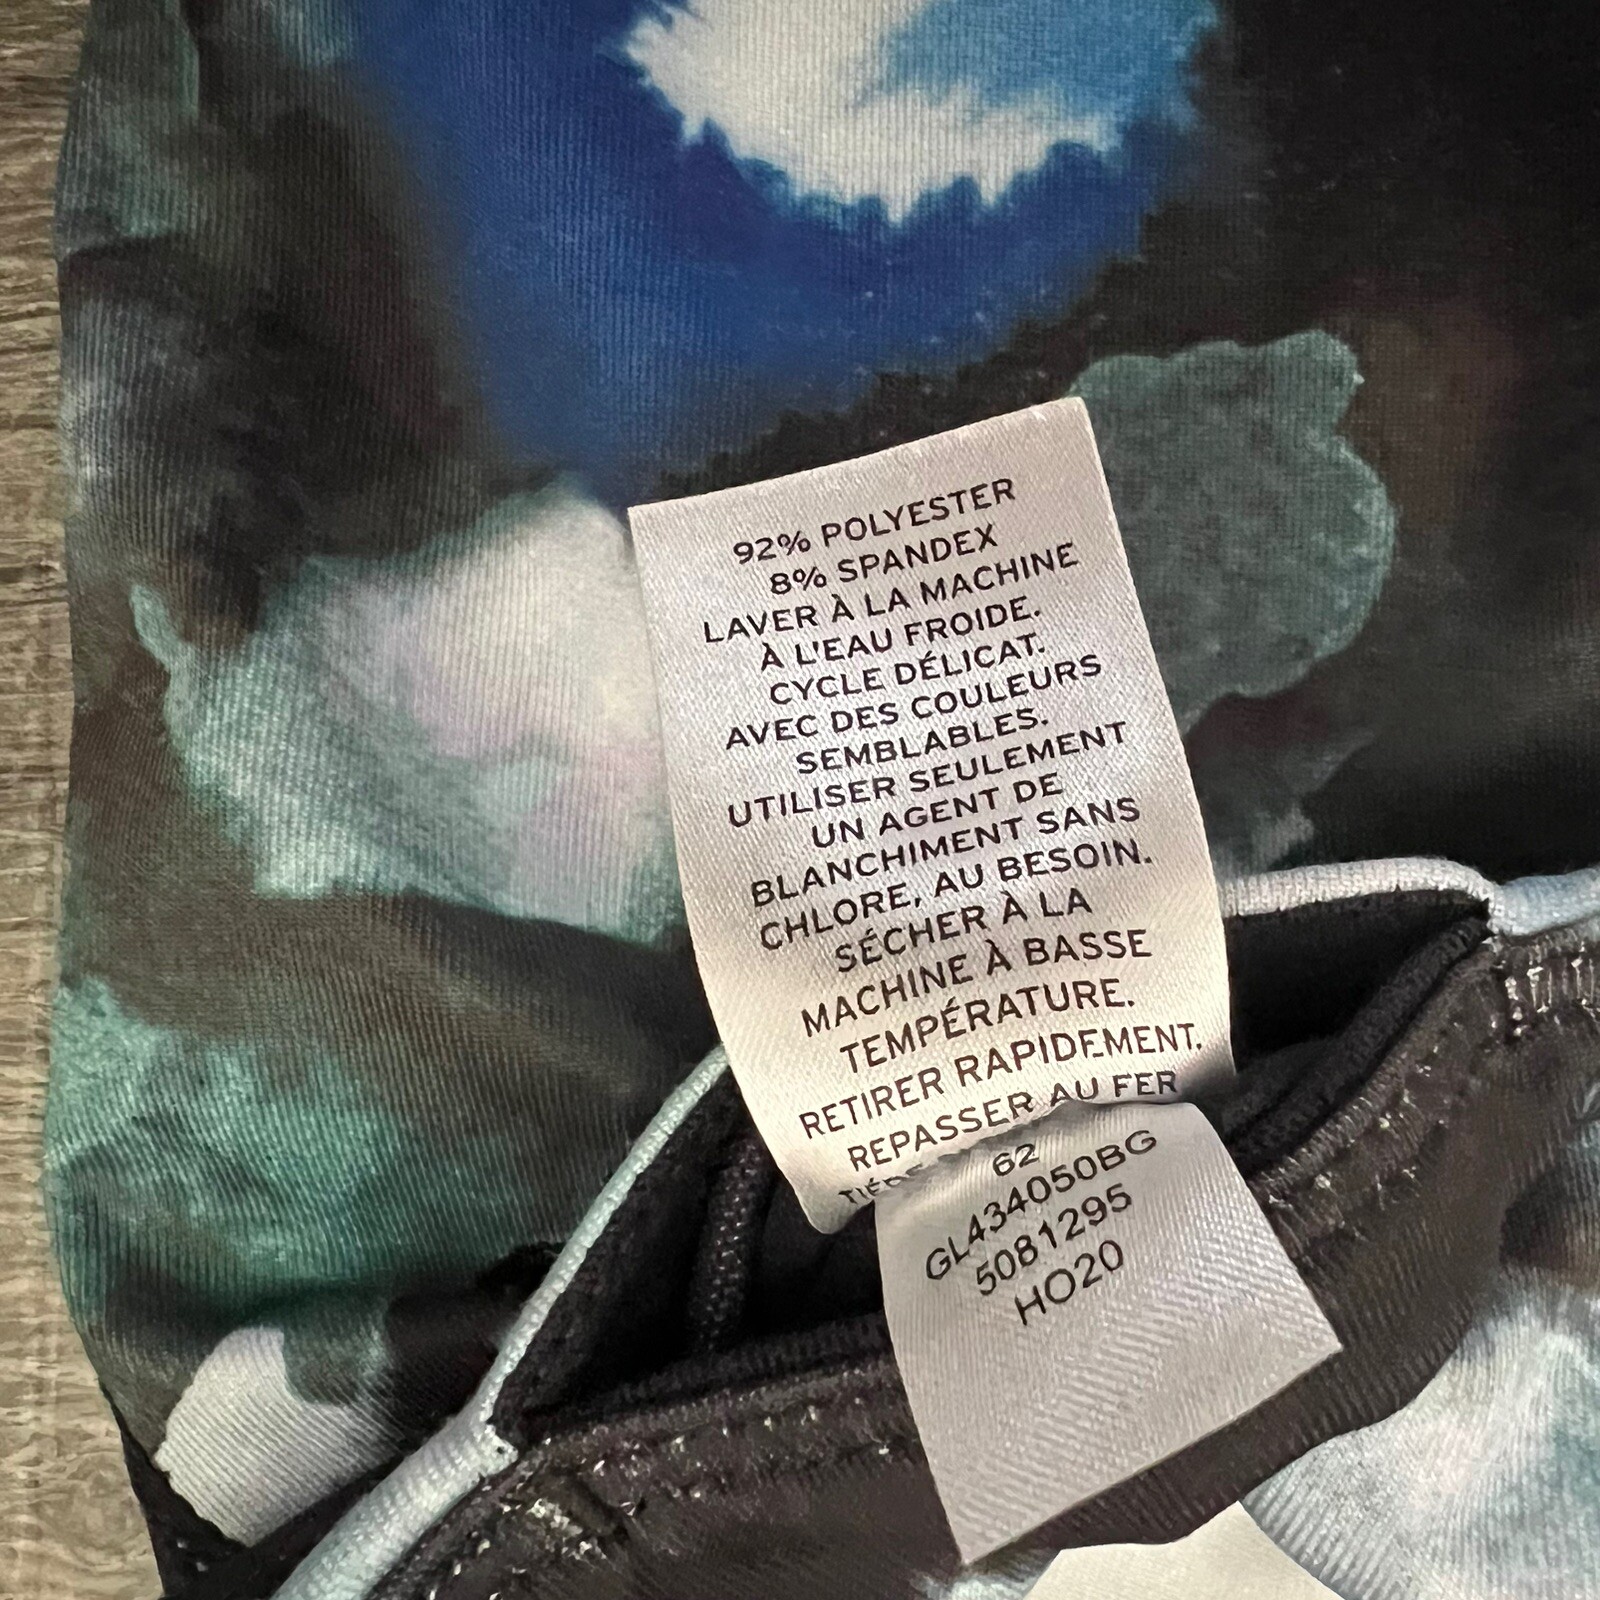 92% POLYESTER
8% SPANDEX
LAVER À LA MACHINE
À L'EAU FROIDE.
CYCLE DÉLICAT.
AVEC DES COULEURS
SEMBLABLES.
UTILISER SEULEMENT
UN AGENT DE
BLANCHIMENT SANS
CHLORE, AU BESOIN.
SÉCHER À LA
MACHINE À BASSE
TEMPÉRATURE.
RETIRER RAPIDEMENT.
REPASSER AU FER
62
GL434050BG
5081295
HO20